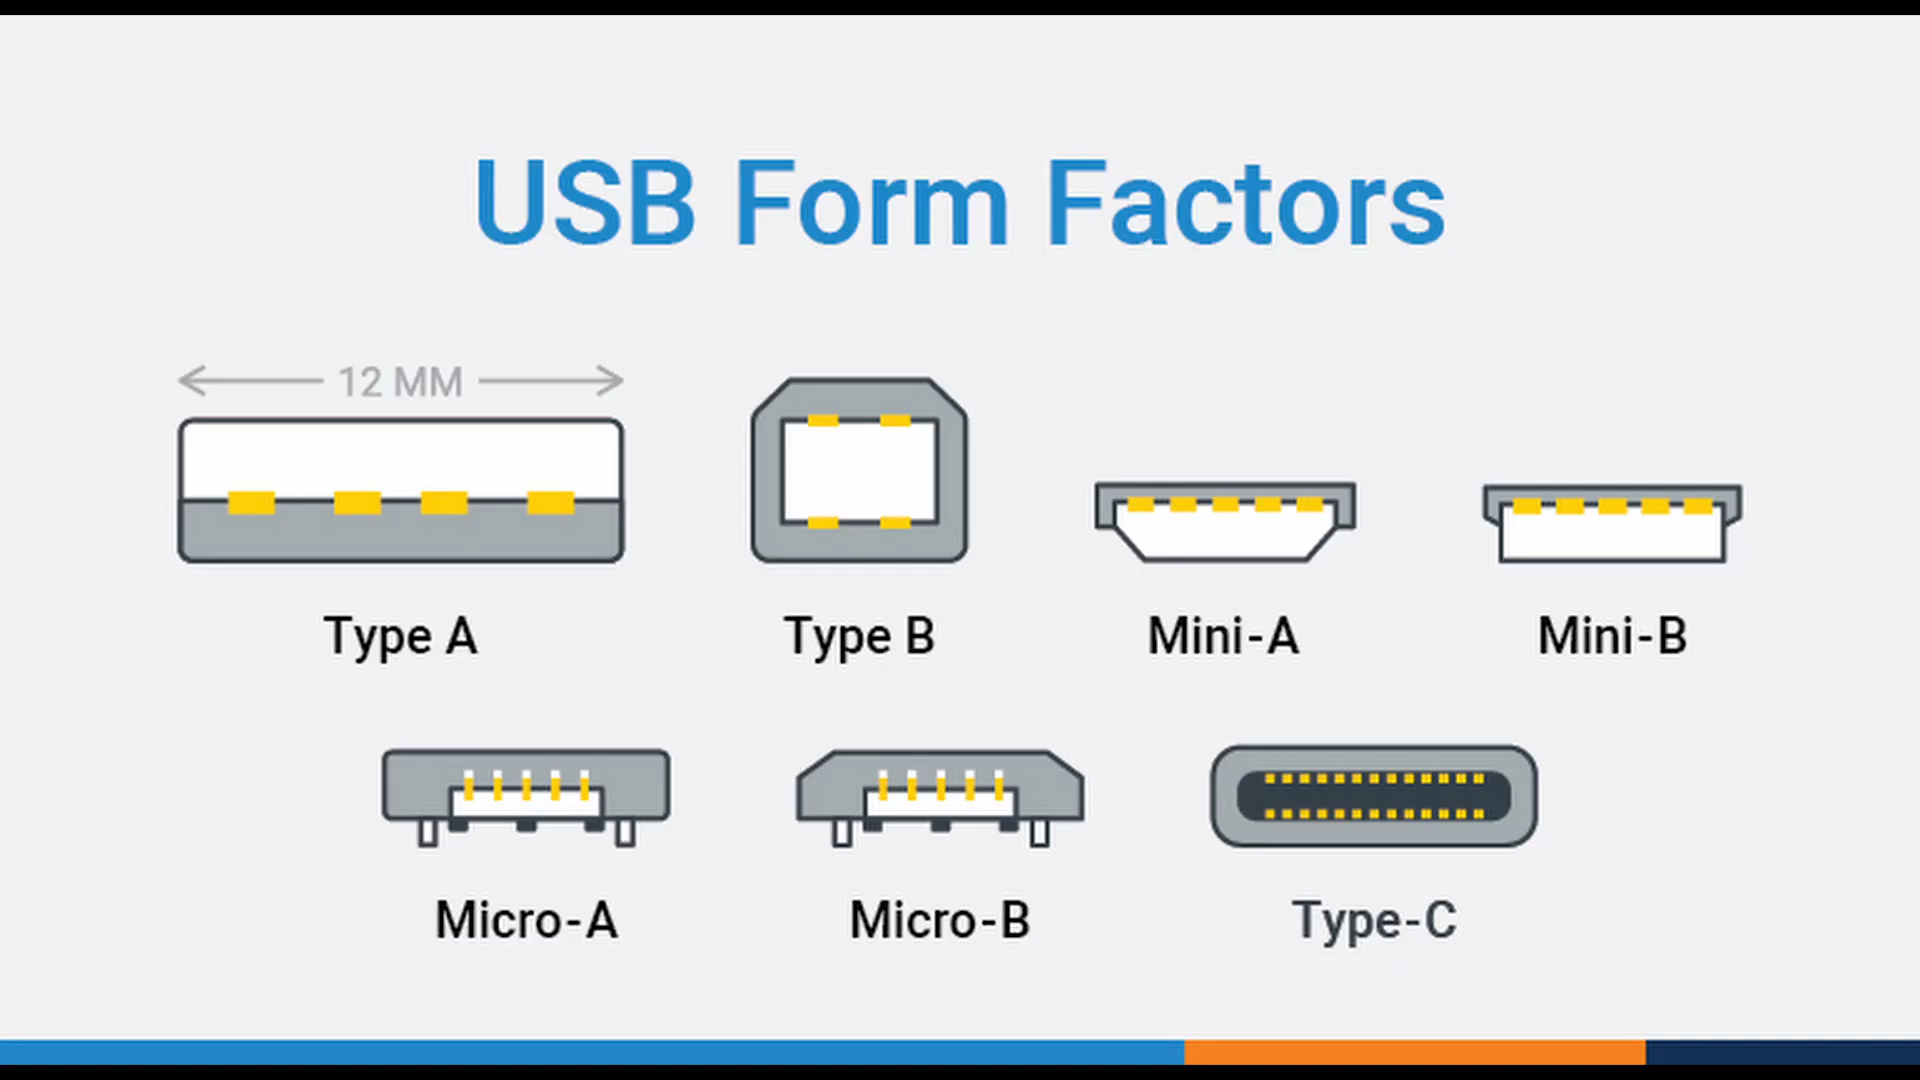 USB Form Factors
12 MM
Type A
Type B
Mini-A
Mini-B
Micro-A
Micro-B
Type-C